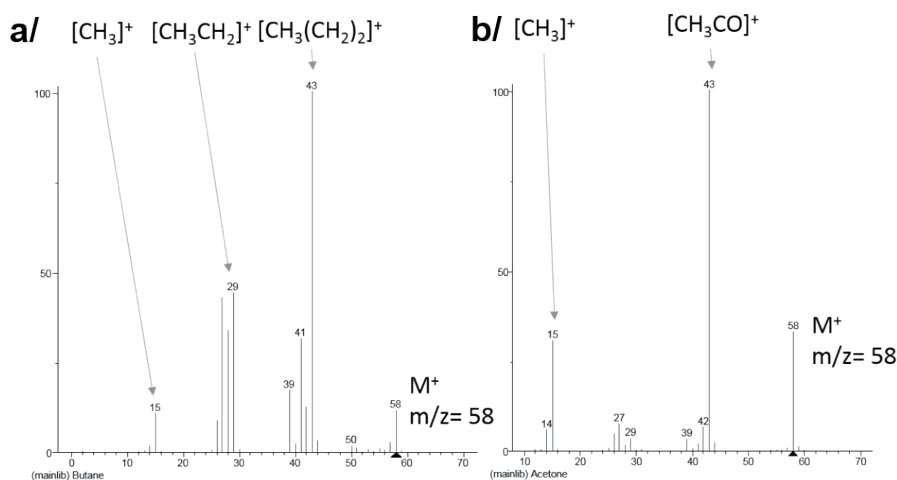 a/ [CH₃]⁺ [CH₃CH₂]⁺ [CH₃(CH₂)₂]⁺
43
100
50
29
41
39
15
58
M⁺
m/z= 58
50
0
0 10 20 30 40 50 60 70
(mainlib) Butane
b/ [CH₃]⁺ [CH₃CO]⁺
43
100
50
15
58
M⁺
m/z= 58
14
27
29
39
42
0
10 20 30 40 50 60 70
(mainlib) Acetone